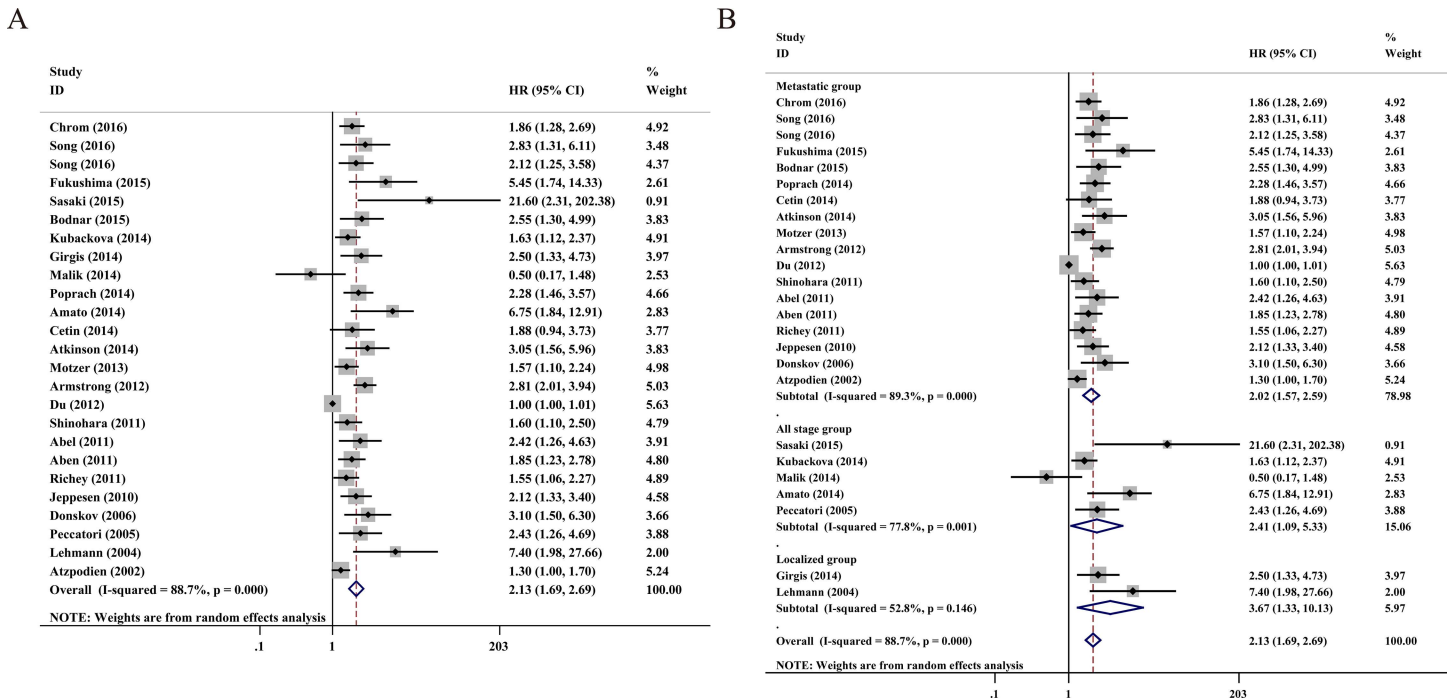 A
Study %
ID HR (95% CI) Weight
Chrom (2016) 1.86 (1.28, 2.69) 4.92
Song (2016) 2.83 (1.31, 6.11) 3.48
Song (2016) 2.12 (1.25, 3.58) 4.37
Fukushima (2015) 5.45 (1.74, 14.33) 2.61
Sasaki (2015) 21.60 (2.31, 202.38) 0.91
Bodnar (2015) 2.55 (1.30, 4.99) 3.83
Kubackova (2014) 1.63 (1.12, 2.37) 4.91
Girgis (2014) 2.50 (1.33, 4.73) 3.97
Malik (2014) 0.50 (0.17, 1.48) 2.53
Poprach (2014) 2.28 (1.46, 3.57) 4.66
Amato (2014) 6.75 (1.84, 12.91) 2.83
Cetin (2014) 1.88 (0.94, 3.73) 3.77
Atkinson (2014) 3.05 (1.56, 5.96) 3.83
Motzer (2013) 1.57 (1.10, 2.24) 4.98
Armstrong (2012) 2.81 (2.01, 3.94) 5.03
Du (2012) 1.00 (1.00, 1.01) 5.63
Shinohara (2011) 1.60 (1.10, 2.50) 4.79
Abel (2011) 2.42 (1.26, 4.63) 3.91
Aben (2011) 1.85 (1.23, 2.78) 4.80
Richey (2011) 1.55 (1.06, 2.27) 4.89
Jeppesen (2010) 2.12 (1.33, 3.40) 4.58
Donskov (2006) 3.10 (1.50, 6.30) 3.66
Peccatori (2005) 2.43 (1.26, 4.69) 3.88
Lehmann (2004) 7.40 (1.98, 27.66) 2.00
Atzpodien (2002) 1.30 (1.00, 1.70) 5.24
Overall (I-squared = 88.7%, p = 0.000) 2.13 (1.69, 2.69) 100.00
NOTE: Weights are from random effects analysis
.1 1 203
B
Study %
ID HR (95% CI) Weight
Metastatic group
Chrom (2016) 1.86 (1.28, 2.69) 4.92
Song (2016) 2.83 (1.31, 6.11) 3.48
Song (2016) 2.12 (1.25, 3.58) 4.37
Fukushima (2015) 5.45 (1.74, 14.33) 2.61
Bodnar (2015) 2.55 (1.30, 4.99) 3.83
Poprach (2014) 2.28 (1.46, 3.57) 4.66
Cetin (2014) 1.88 (0.94, 3.73) 3.77
Atkinson (2014) 3.05 (1.56, 5.96) 3.83
Motzer (2013) 1.57 (1.10, 2.24) 4.98
Armstrong (2012) 2.81 (2.01, 3.94) 5.03
Du (2012) 1.00 (1.00, 1.01) 5.63
Shinohara (2011) 1.60 (1.10, 2.50) 4.79
Abel (2011) 2.42 (1.26, 4.63) 3.91
Aben (2011) 1.85 (1.23, 2.78) 4.80
Richey (2011) 1.55 (1.06, 2.27) 4.89
Jeppesen (2010) 2.12 (1.33, 3.40) 4.58
Donskov (2006) 3.10 (1.50, 6.30) 3.66
Atzpodien (2002) 1.30 (1.00, 1.70) 5.24
Subtotal (I-squared = 89.3%, p = 0.000) 2.02 (1.57, 2.59) 78.98
.
All stage group
Sasaki (2015) 21.60 (2.31, 202.38) 0.91
Kubackova (2014) 1.63 (1.12, 2.37) 4.91
Malik (2014) 0.50 (0.17, 1.48) 2.53
Amato (2014) 6.75 (1.84, 12.91) 2.83
Peccatori (2005) 2.43 (1.26, 4.69) 3.88
Subtotal (I-squared = 77.8%, p = 0.001) 2.41 (1.09, 5.33) 15.06
.
Localized group
Girgis (2014) 2.50 (1.33, 4.73) 3.97
Lehmann (2004) 7.40 (1.98, 27.66) 2.00
Subtotal (I-squared = 52.8%, p = 0.146) 3.67 (1.33, 10.13) 5.97
.
Overall (I-squared = 88.7%, p = 0.000) 2.13 (1.69, 2.69) 100.00
NOTE: Weights are from random effects analysis
.1 1 203